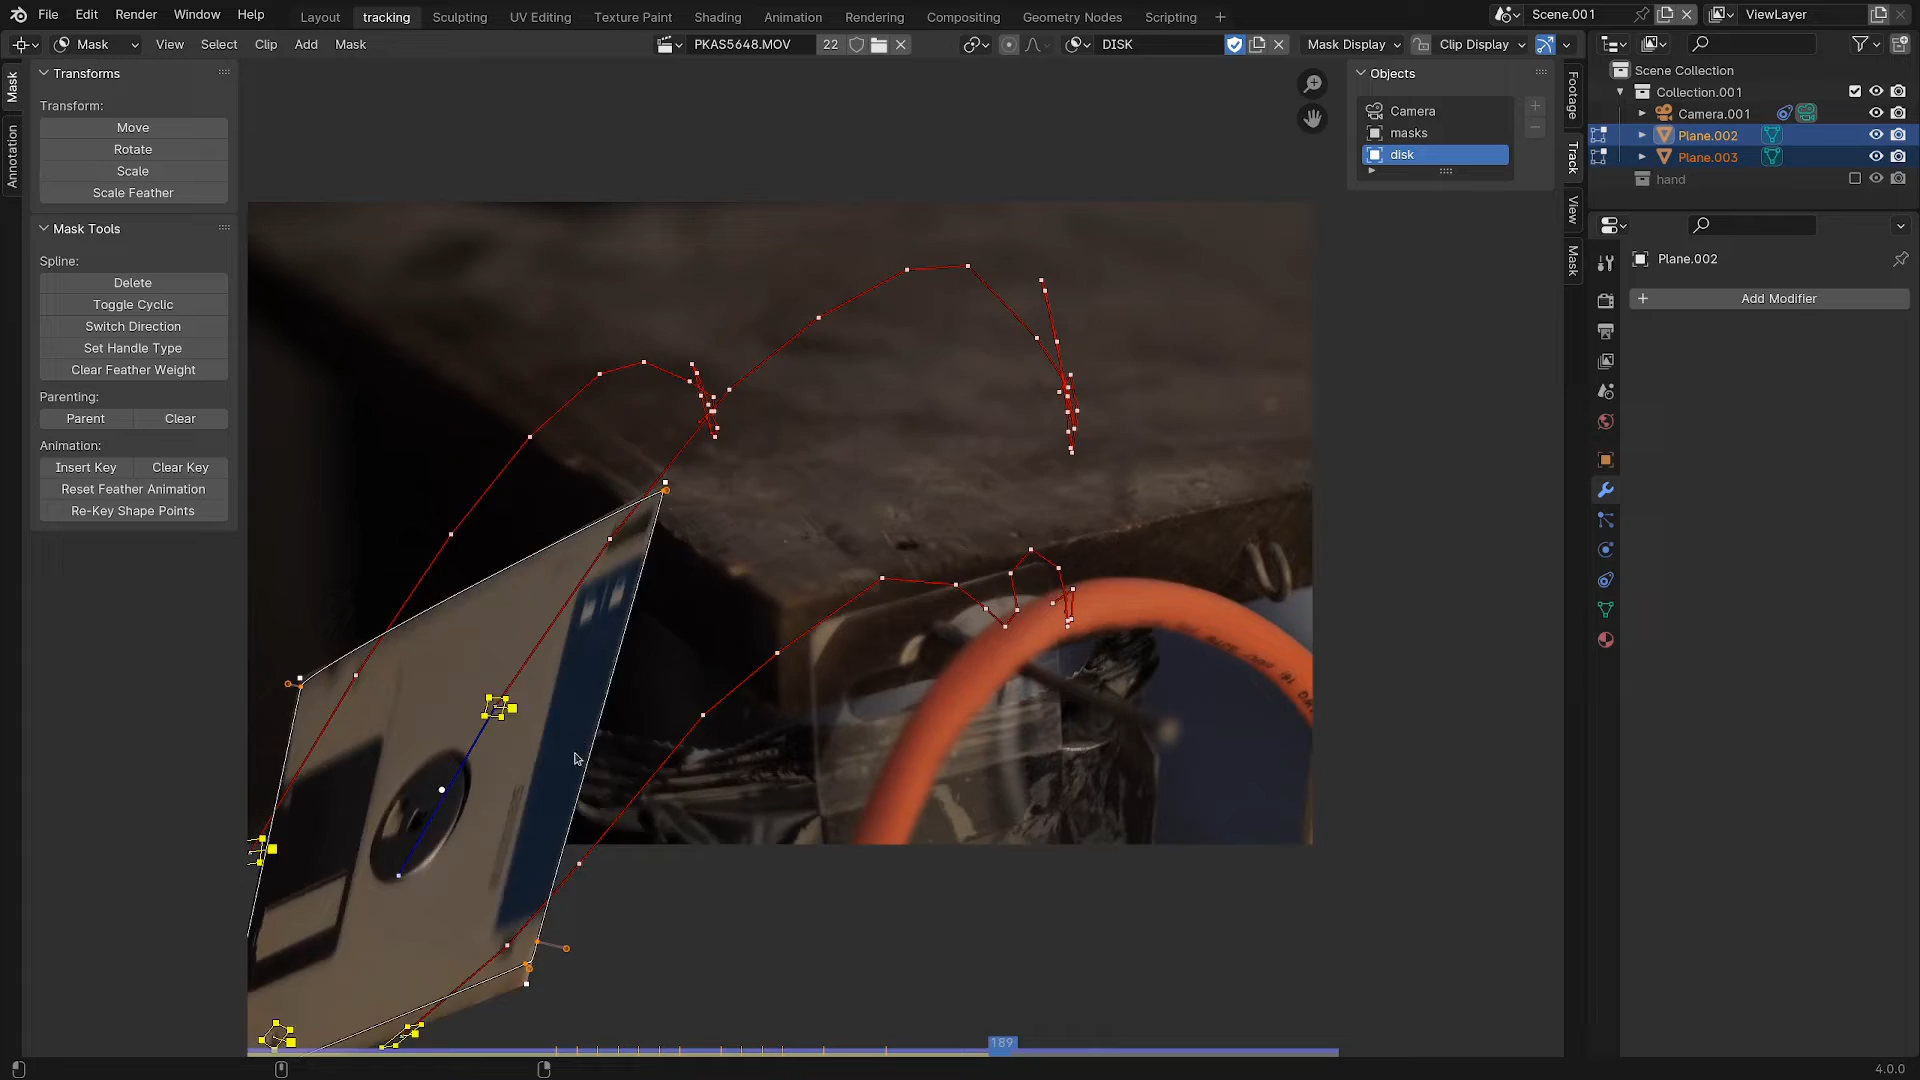 File Edit Render Window Help Layout tracking Sculpting UV Editing Texture Paint Shading Animation Rendering Compositing Geometry Nodes Scripting + Scene.001 ViewLayer
Mask View Select Clip Add Mask PKAS5648.MOV 22 DISK Mask Display Clip Display
Transforms
Transform:
Move
Rotate
Scale
Scale Feather
Mask Tools
Spline:
Delete
Toggle Cyclic
Switch Direction
Set Handle Type
Clear Feather Weight
Parenting:
Parent Clear
Animation:
Insert Key Clear Key
Reset Feather Animation
Re-Key Shape Points
Mask
Annotation
Objects
Camera
masks
disk
Footage
Track
View
Mask
Scene Collection
Collection.001
Camera.001
Plane.002
Plane.003
hand
Plane.002
+ Add Modifier
189
4.0.0